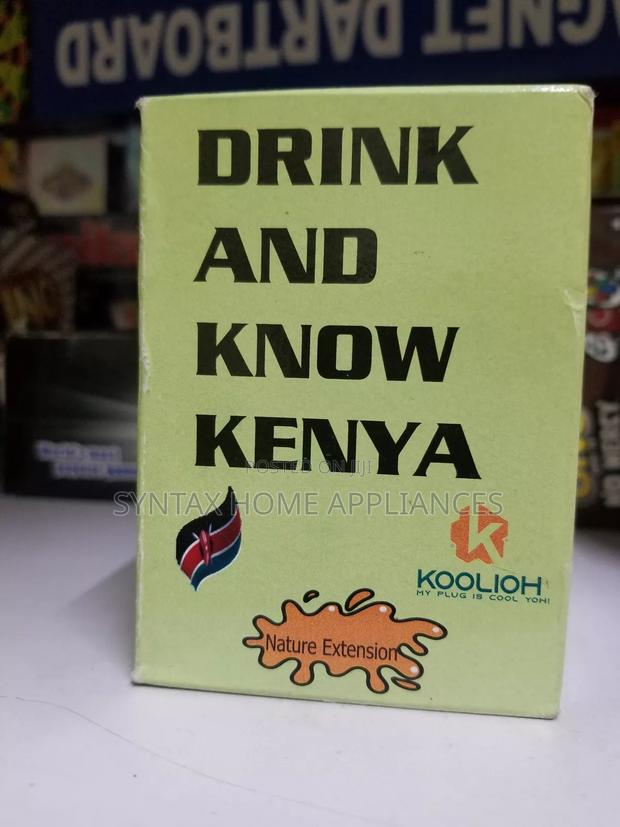 MAGNET DARTBOARD
DRINK
AND
KNOW
KENYA
POSTED ON JIJI
SYNTAX HOME APPLIANCES
K
KOOLIOH
MY PLUG IS COOL YOH!
Nature Extension